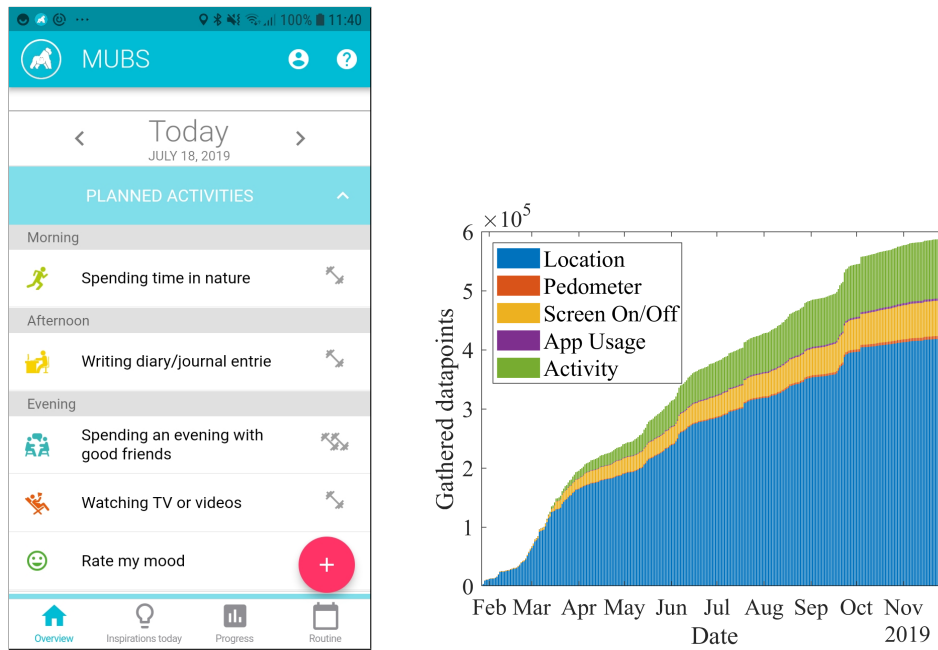 100% 11:40
MUBS
Today
JULY 18, 2019
PLANNED ACTIVITIES
Morning
Spending time in nature
Afternoon
Writing diary/journal entrie
Evening
Spending an evening with
good friends
Watching TV or videos
Rate my mood
+
Overview
Inspirations today
Progress
Routine
×10⁵
6
5
4
3
2
1
0
Gathered datapoints
Location
Pedometer
Screen On/Off
App Usage
Activity
Feb Mar Apr May Jun Jul Aug Sep Oct Nov
2019
Date